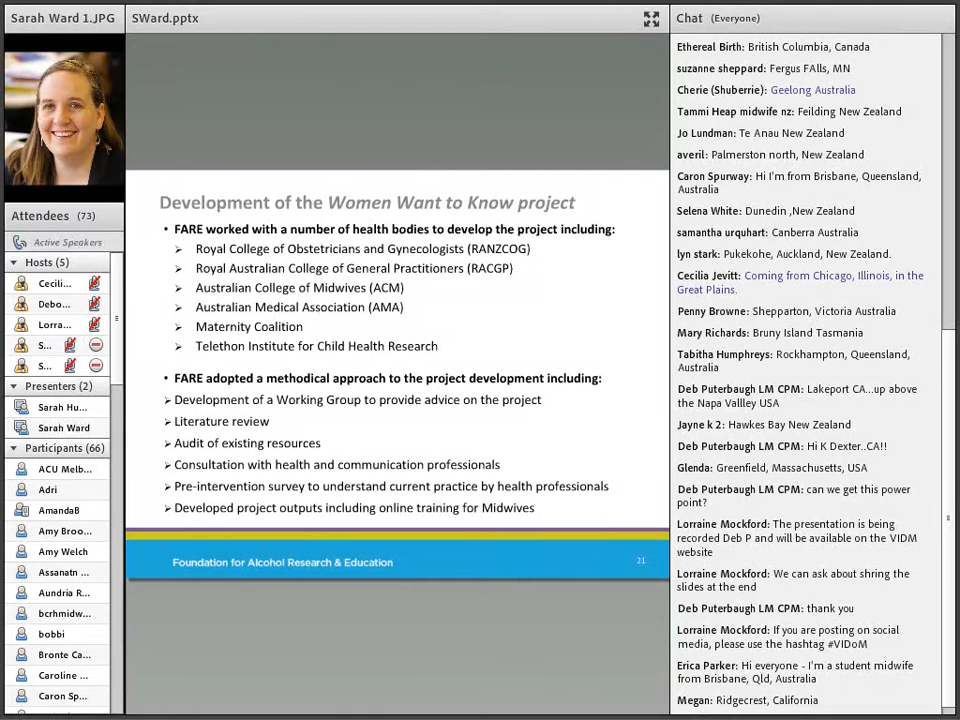 Sarah Ward 1.JPG
SWard.pptx
Attendees (73)
Active Speakers
Hosts (5)
Cecili...
Debo...
Lorra...
S...
S...
Presenters (2)
Sarah Hu...
Sarah Ward
Participants (66)
ACU Melb...
Adri
AmandaB
Amy Broo...
Amy Welch
Assanatn ...
Aundria R...
bcrhmidw...
bobbi
Bronte Ca...
Caroline ...
Caron Sp...
Development of the Women Want to Know project
• FARE worked with a number of health bodies to develop the project including:
➢ Royal College of Obstetricians and Gynecologists (RANZCOG)
➢ Royal Australian College of General Practitioners (RACGP)
➢ Australian College of Midwives (ACM)
➢ Australian Medical Association (AMA)
➢ Maternity Coalition
➢ Telethon Institute for Child Health Research
• FARE adopted a methodical approach to the project development including:
➢ Development of a Working Group to provide advice on the project
➢ Literature review
➢ Audit of existing resources
➢ Consultation with health and communication professionals
➢ Pre-intervention survey to understand current practice by health professionals
➢ Developed project outputs including online training for Midwives
Foundation for Alcohol Research & Education
21
Chat (Everyone)
Ethereal Birth: British Columbia, Canada
suzanne sheppard: Fergus FAlls, MN
Cherie (Shuberrie): Geelong Australia
Tammi Heap midwife nz: Feilding New Zealand
Jo Lundman: Te Anau New Zealand
averil: Palmerston north, New Zealand
Caron Spurway: Hi I'm from Brisbane, Queensland,
Australia
Selena White: Dunedin ,New Zealand
samantha urquhart: Canberra Australia
lyn stark: Pukekohe, Auckland, New Zealand.
Cecilia Jevitt: Coming from Chicago, Illinois, in the
Great Plains.
Penny Browne: Shepparton, Victoria Australia
Mary Richards: Bruny Island Tasmania
Tabitha Humphreys: Rockhampton, Queensland,
Australia
Deb Puterbaugh LM CPM: Lakeport CA...up above
the Napa Vallley USA
Jayne k 2: Hawkes Bay New Zealand
Deb Puterbaugh LM CPM: Hi K Dexter..CA!!
Glenda: Greenfield, Massachusetts, USA
Deb Puterbaugh LM CPM: can we get this power
point?
Lorraine Mockford: The presentation is being
recorded Deb P and will be available on the VIDM
website
Lorraine Mockford: We can ask about shring the
slides at the end
Deb Puterbaugh LM CPM: thank you
Lorraine Mockford: If you are posting on social
media, please use the hashtag #VIDoM
Erica Parker: Hi everyone - I'm a student midwife
from Brisbane, Qld, Australia
Megan: Ridgecrest, California